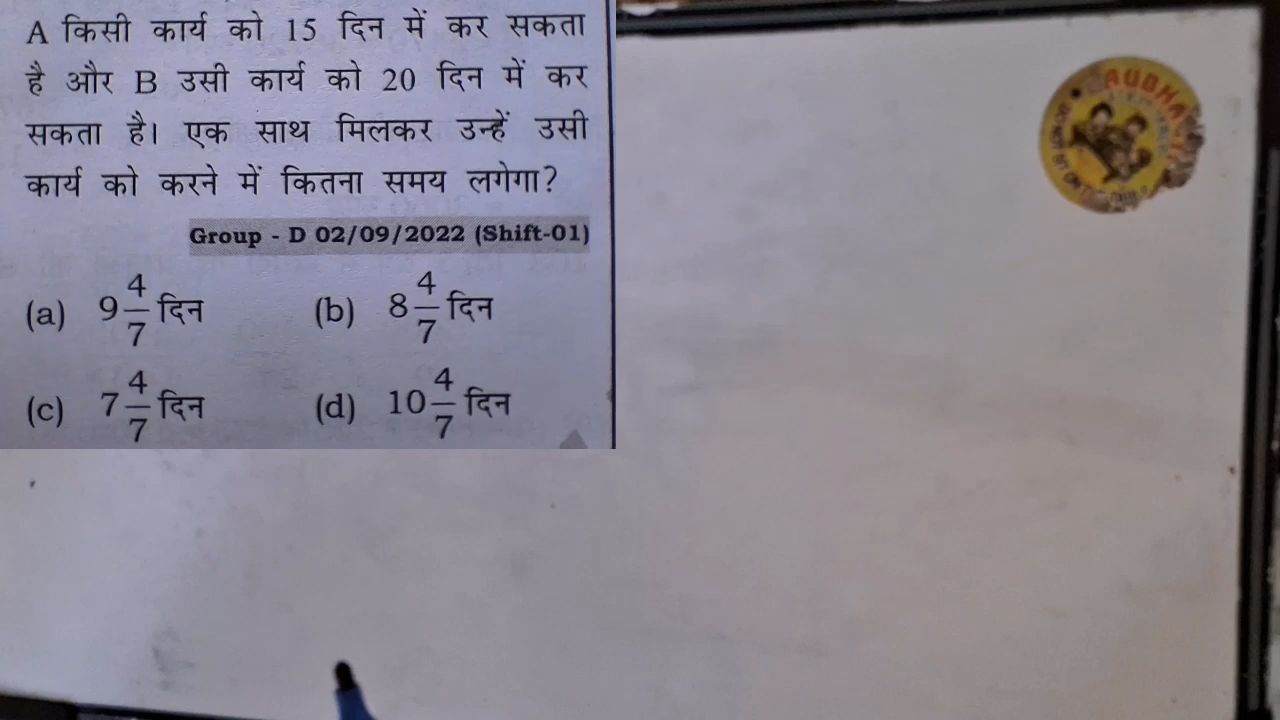 A किसी कार्य को 15 दिन में कर सकता
है और B उसी कार्य को 20 दिन में कर
सकता है। एक साथ मिलकर उन्हें उसी
कार्य को करने में कितना समय लगेगा?
Group - D 02/09/2022 (Shift-01)
(a) 9 4/7 दिन (b) 8 4/7 दिन
(c) 7 4/7 दिन (d) 10 4/7 दिन